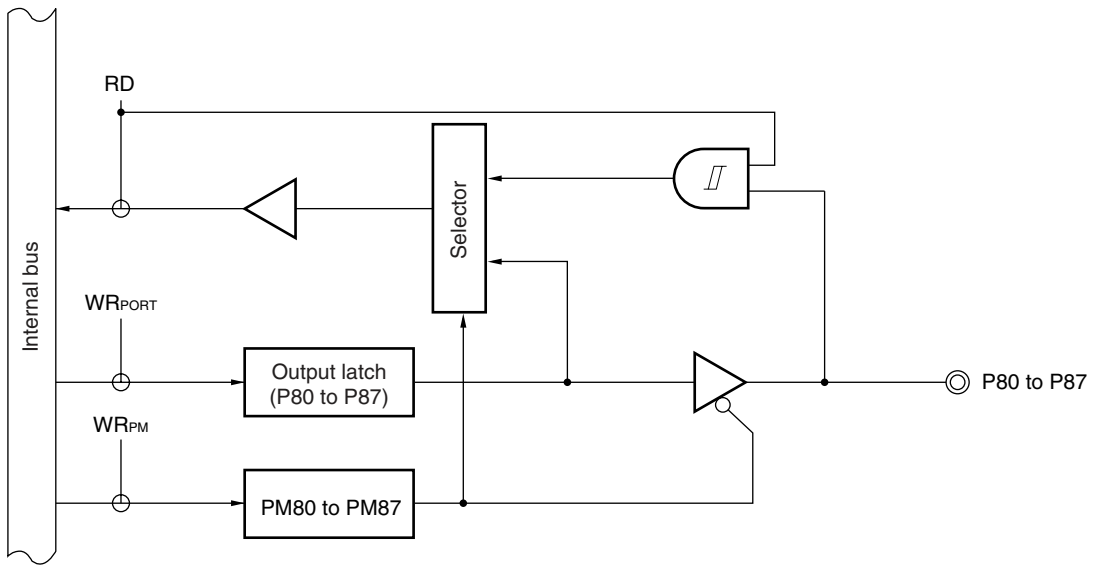 RD
Selector
Internal bus
WRPORT
Output latch
(P80 to P87)
P80 to P87
WRPM
PM80 to PM87